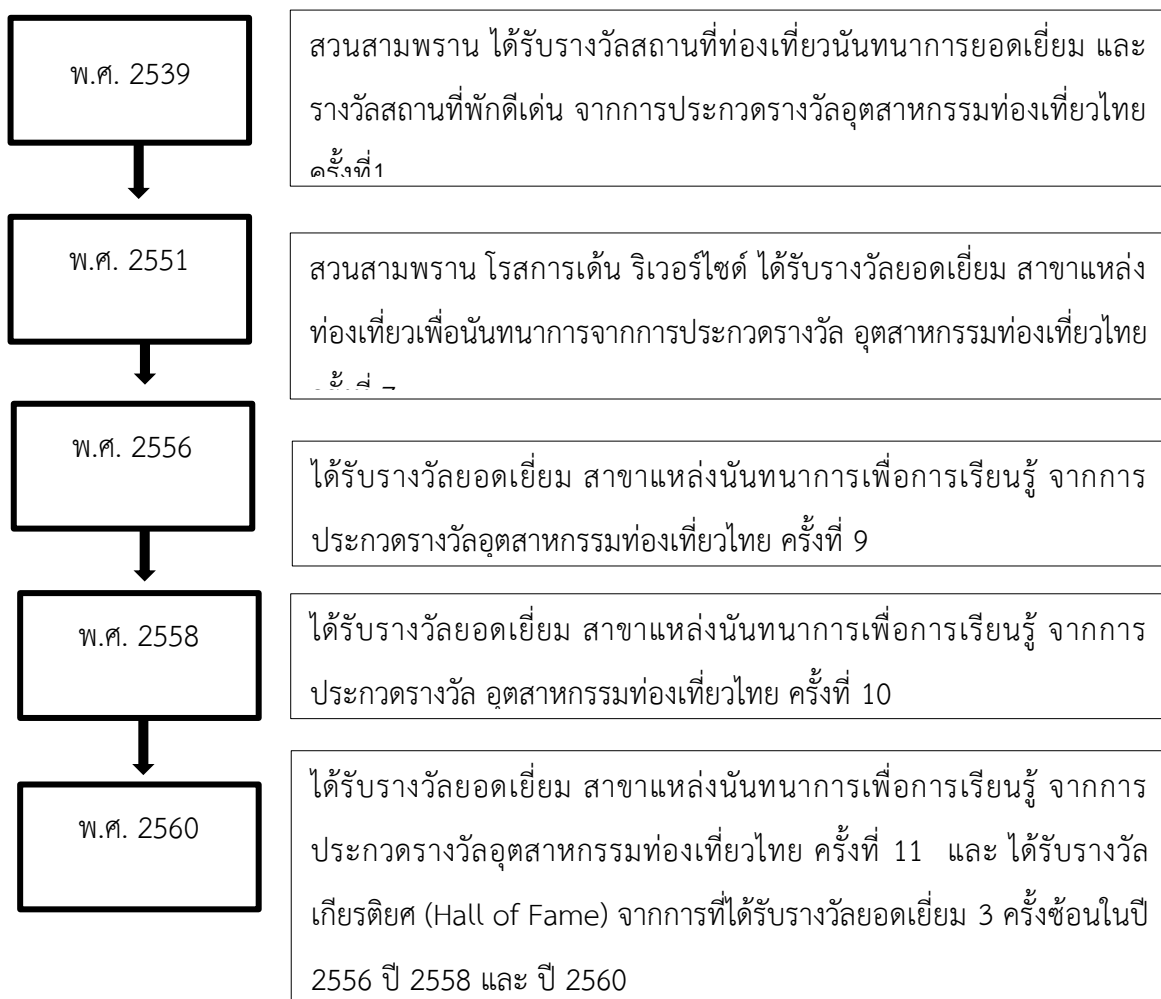 พ.ศ. 2539
สวนสามพราน ได้รับรางวัลสถานที่ท่องเที่ยวนันทนาการยอดเยี่ยม และ
รางวัลสถานที่พักดีเด่น จากการประกวดรางวัลอุตสาหกรรมท่องเที่ยวไทย
ครั้งที่1
พ.ศ. 2551
สวนสามพราน โรสการเด้น ริเวอร์ไซด์ ได้รับรางวัลยอดเยี่ยม สาขาแหล่ง
ท่องเที่ยวเพื่อนันทนาการจากการประกวดรางวัล อุตสาหกรรมท่องเที่ยวไทย
พ.ศ. 2556
ได้รับรางวัลยอดเยี่ยม สาขาแหล่งนันทนาการเพื่อการเรียนรู้ จากการ
ประกวดรางวัลอุตสาหกรรมท่องเที่ยวไทย ครั้งที่ 9
พ.ศ. 2558
ได้รับรางวัลยอดเยี่ยม สาขาแหล่งนันทนาการเพื่อการเรียนรู้ จากการ
ประกวดรางวัล อุตสาหกรรมท่องเที่ยวไทย ครั้งที่ 10
พ.ศ. 2560
ได้รับรางวัลยอดเยี่ยม สาขาแหล่งนันทนาการเพื่อการเรียนรู้ จากการ
ประกวดรางวัลอุตสาหกรรมท่องเที่ยวไทย ครั้งที่ 11 และ ได้รับรางวัล
เกียรติยศ (Hall of Fame) จากการที่ได้รับรางวัลยอดเยี่ยม 3 ครั้งซ้อนในปี
2556 ปี 2558 และ ปี 2560